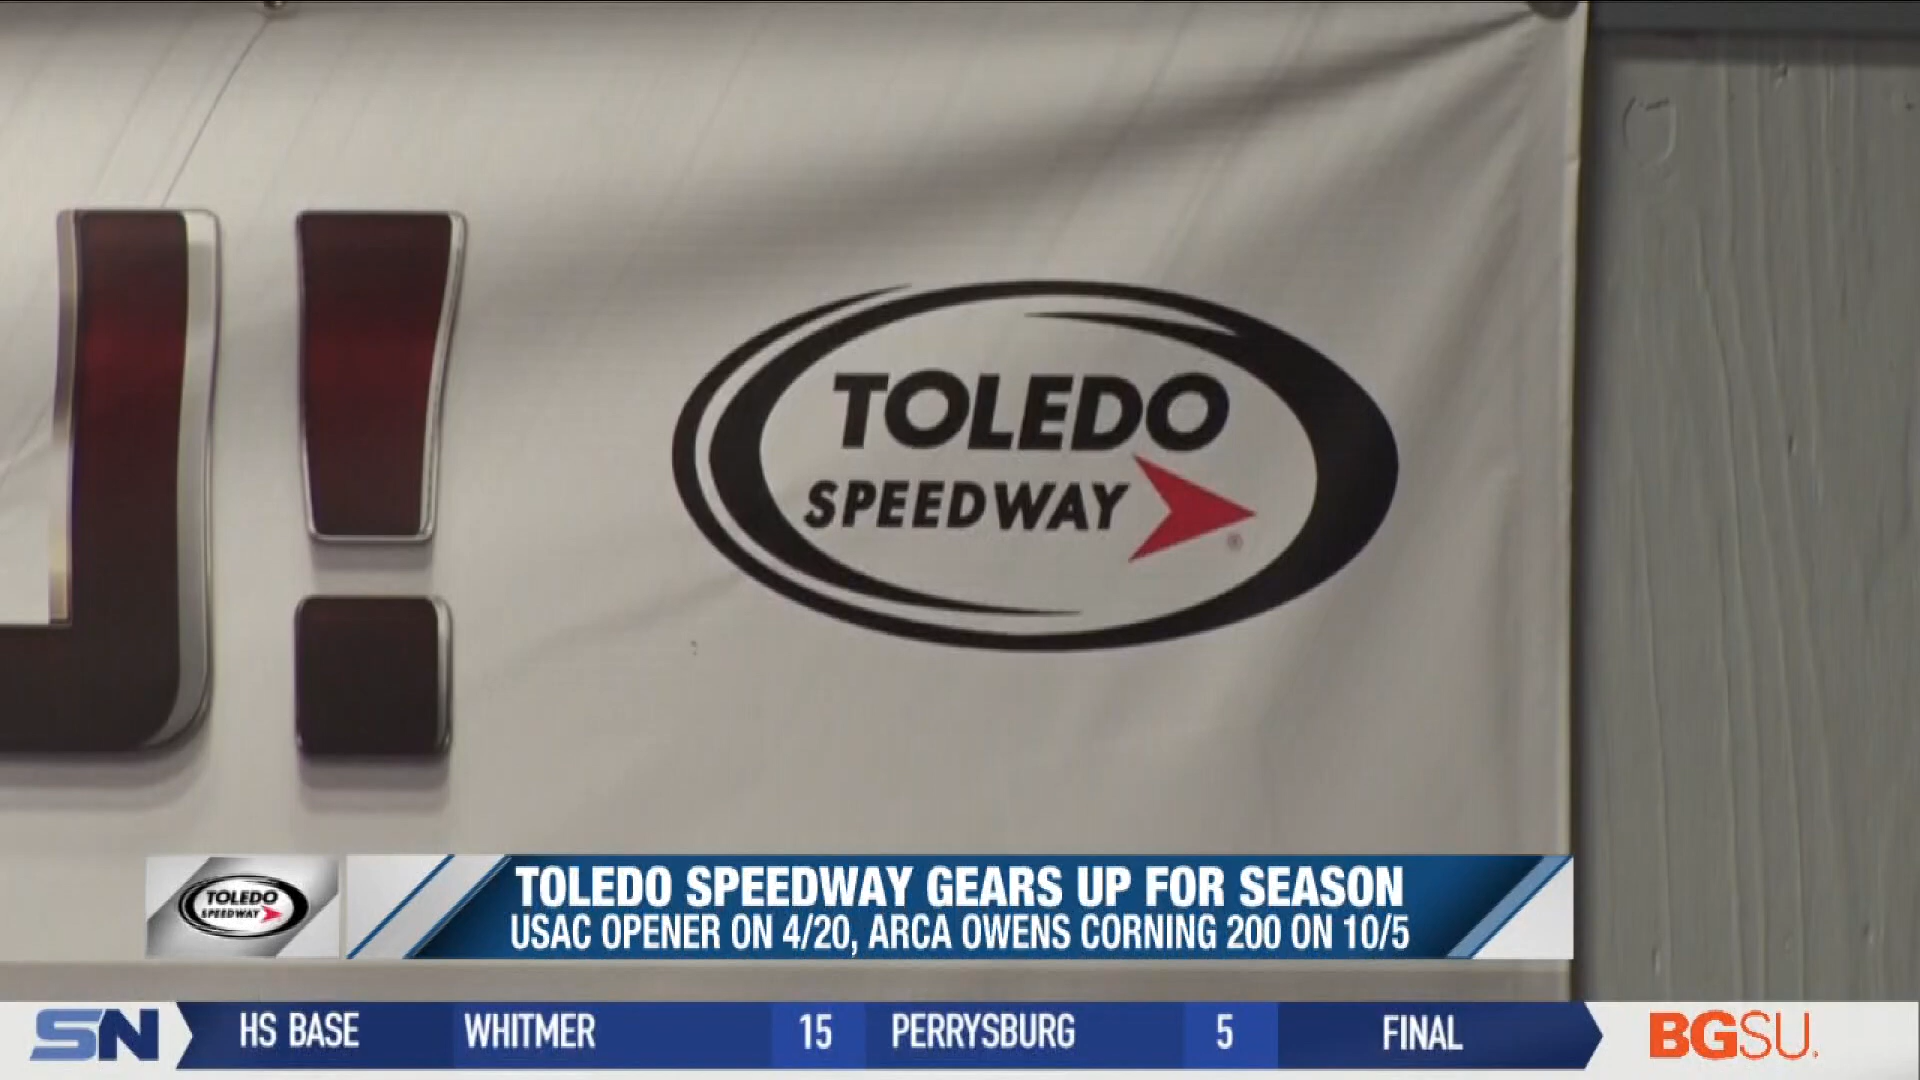 !
TOLEDO
SPEEDWAY
®
TOLEDO
SPEEDWAY
TOLEDO SPEEDWAY GEARS UP FOR SEASON
USAC OPENER ON 4/20, ARCA OWENS CORNING 200 ON 10/5
SN HS BASE WHITMER 15 PERRYSBURG 5 FINAL BGSU.